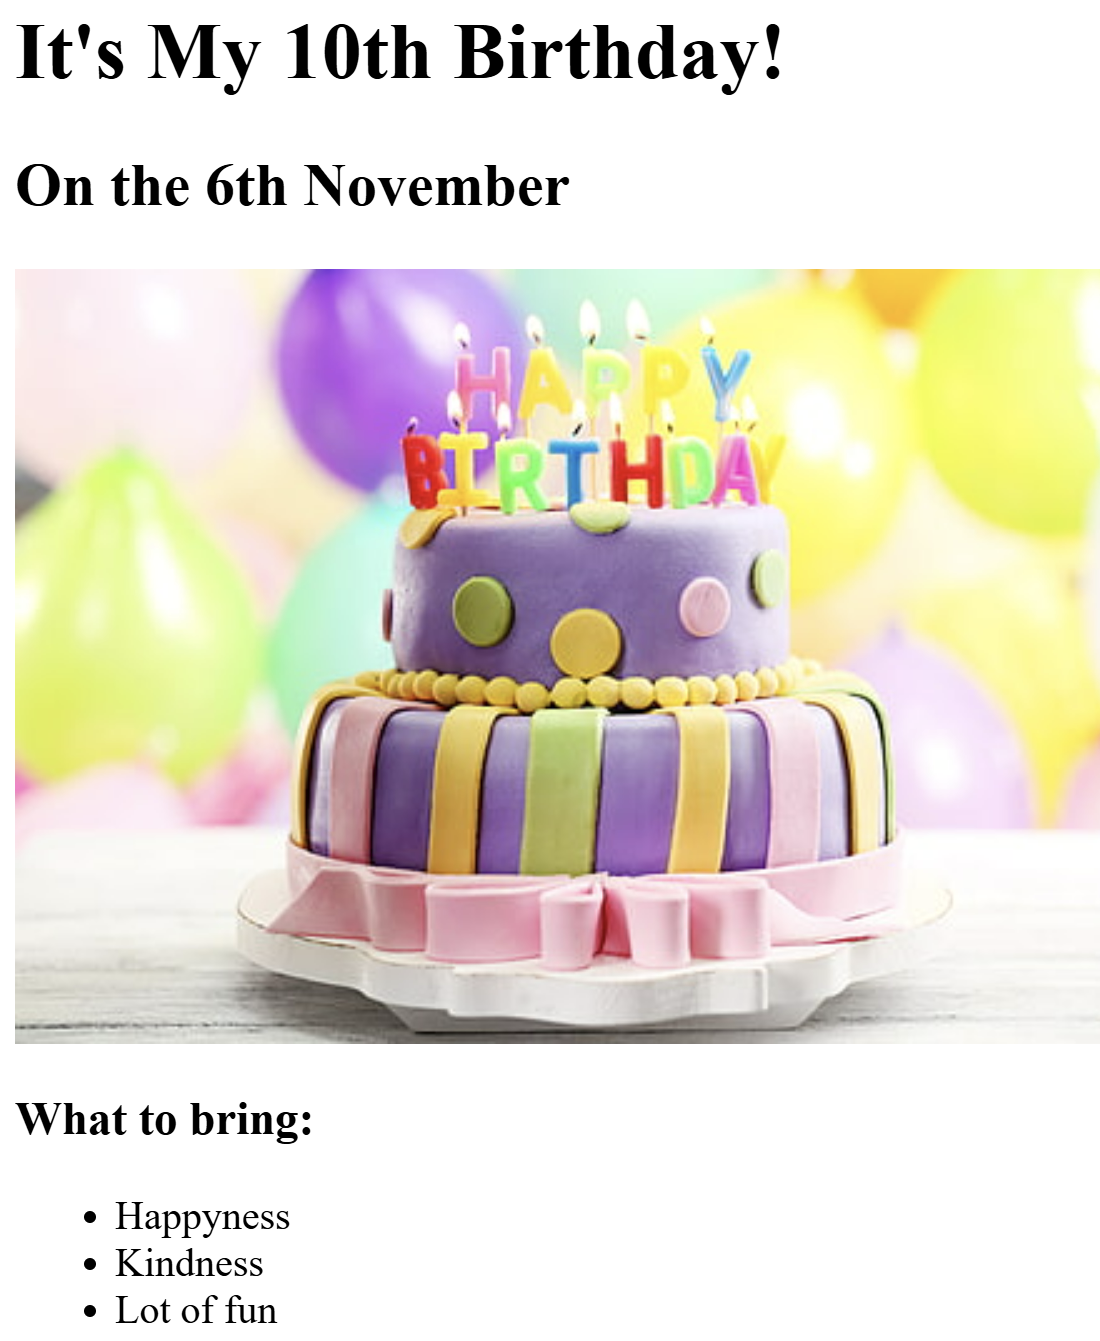 It's My 10th Birthday!
On the 6th November
HAPPY
BIRTHDAY
What to bring:
Happyness
Kindness
Lot of fun